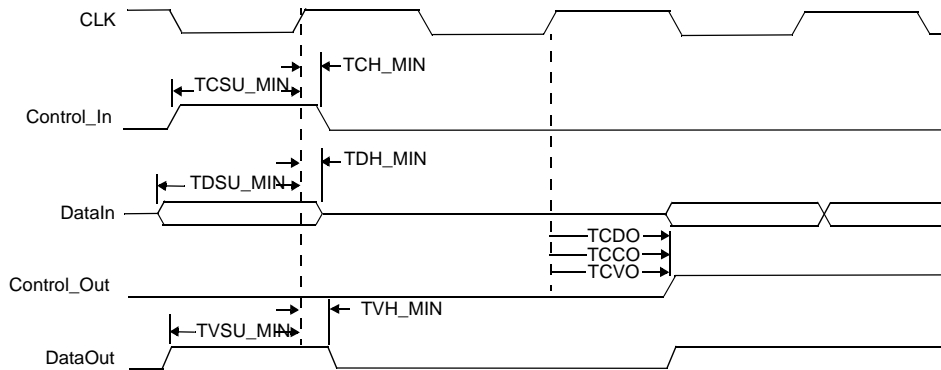 CLK
TCH_MIN
TCSU_MIN
Control_In
TDH_MIN
TDSU_MIN
DataIn
TCDO
TCCO
TCVO
Control_Out
TVH_MIN
TVSU_MIN
DataOut